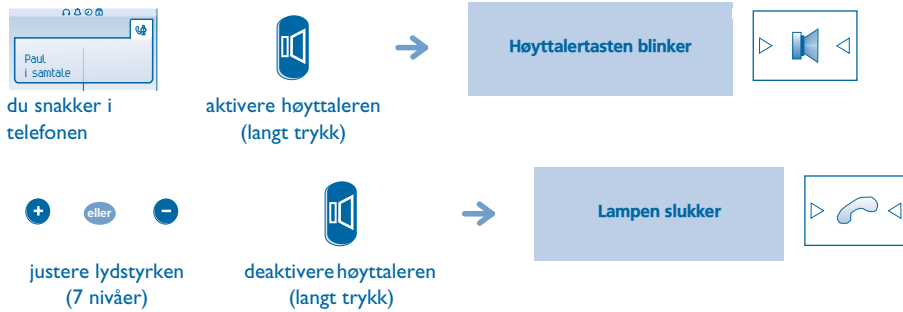 Paul
i samtale
du snakker i
telefonen
aktivere høyttaleren
(langt trykk)
Høyttalertasten blinker
+
eller
−
justere lydstyrken
(7 nivåer)
deaktivere høyttaleren
(langt trykk)
Lampen slukker